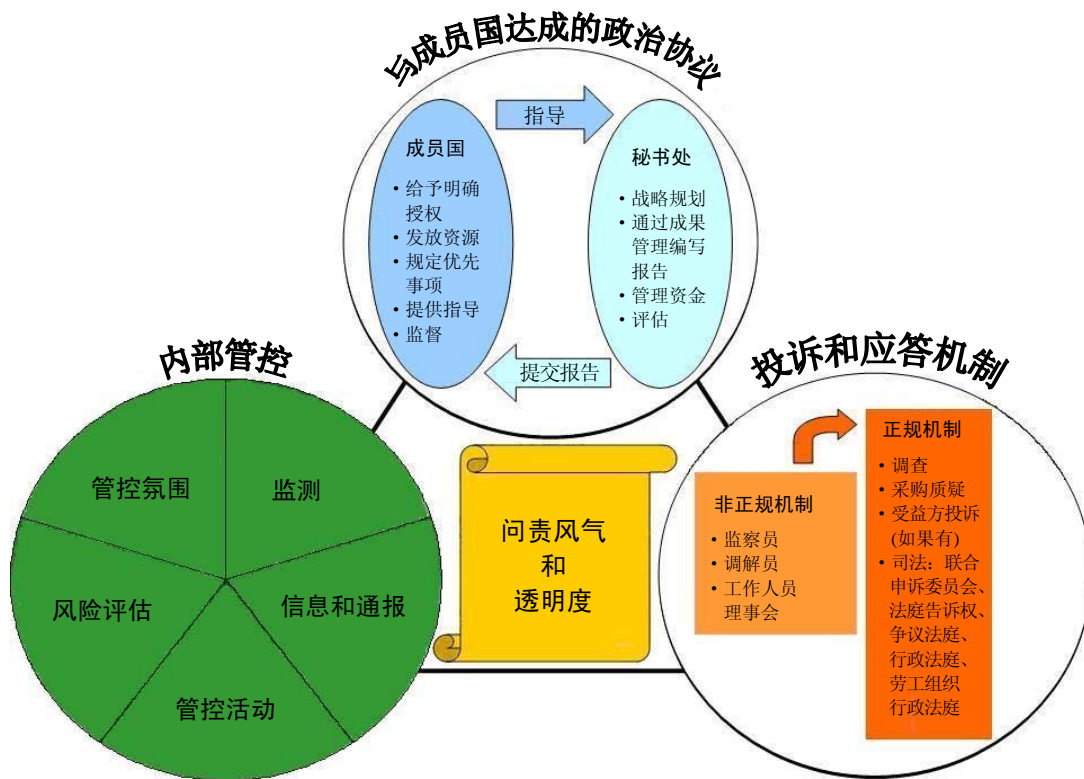 与成员国达成的政治协议
指导
成员国
• 给予明确
授权
• 发放资源
• 规定优先
事项
• 提供指导
• 监督
秘书处
• 战略规划
• 通过成果
管理编写
报告
• 管理资金
• 评估
提交报告
内部管控
管控氛围
监测
风险评估
信息和通报
管控活动
问责风气
和
透明度
投诉和应答机制
非正规机制
• 监察员
• 调解员
• 工作人员
理事会
正规机制
• 调查
• 采购质疑
• 受益方投诉
(如果有)
• 司法：联合
申诉委员会、
法庭告诉权、
争议法庭、
行政法庭、
劳工组织
行政法庭